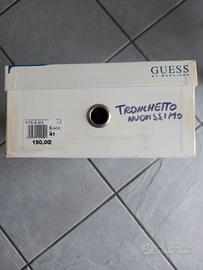 GUESS
BY MARCIANO
TRONCHETTO
NUOVISSIMO
BLACK
41
150,00